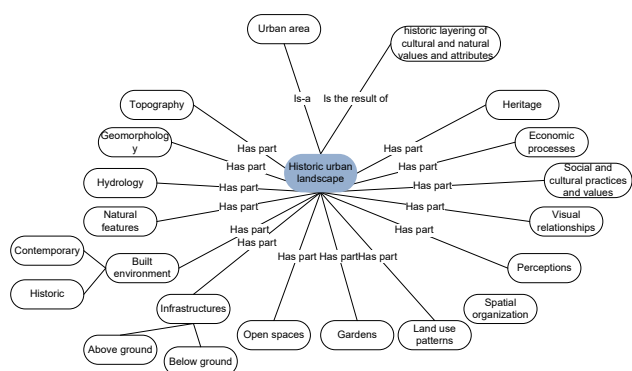 Urban area
historic layering of
cultural and natural
values and attributes
Is-a
Is the result of
Topography
Heritage
Geomorpholog
y
Economic
processes
Has part
Has part
Historic urban
landscape
Has part
Has part
Hydrology
Has part
Has part
Social and
cultural practices
and values
Natural
features
Has part
Has part
Visual
relationships
Has part
Has part
Has part
Contemporary
Built
environment
Has part
Has part
Has part
Perceptions
Historic
Infrastructures
Spatial
organization
Open spaces
Gardens
Land use
patterns
Above ground
Below ground